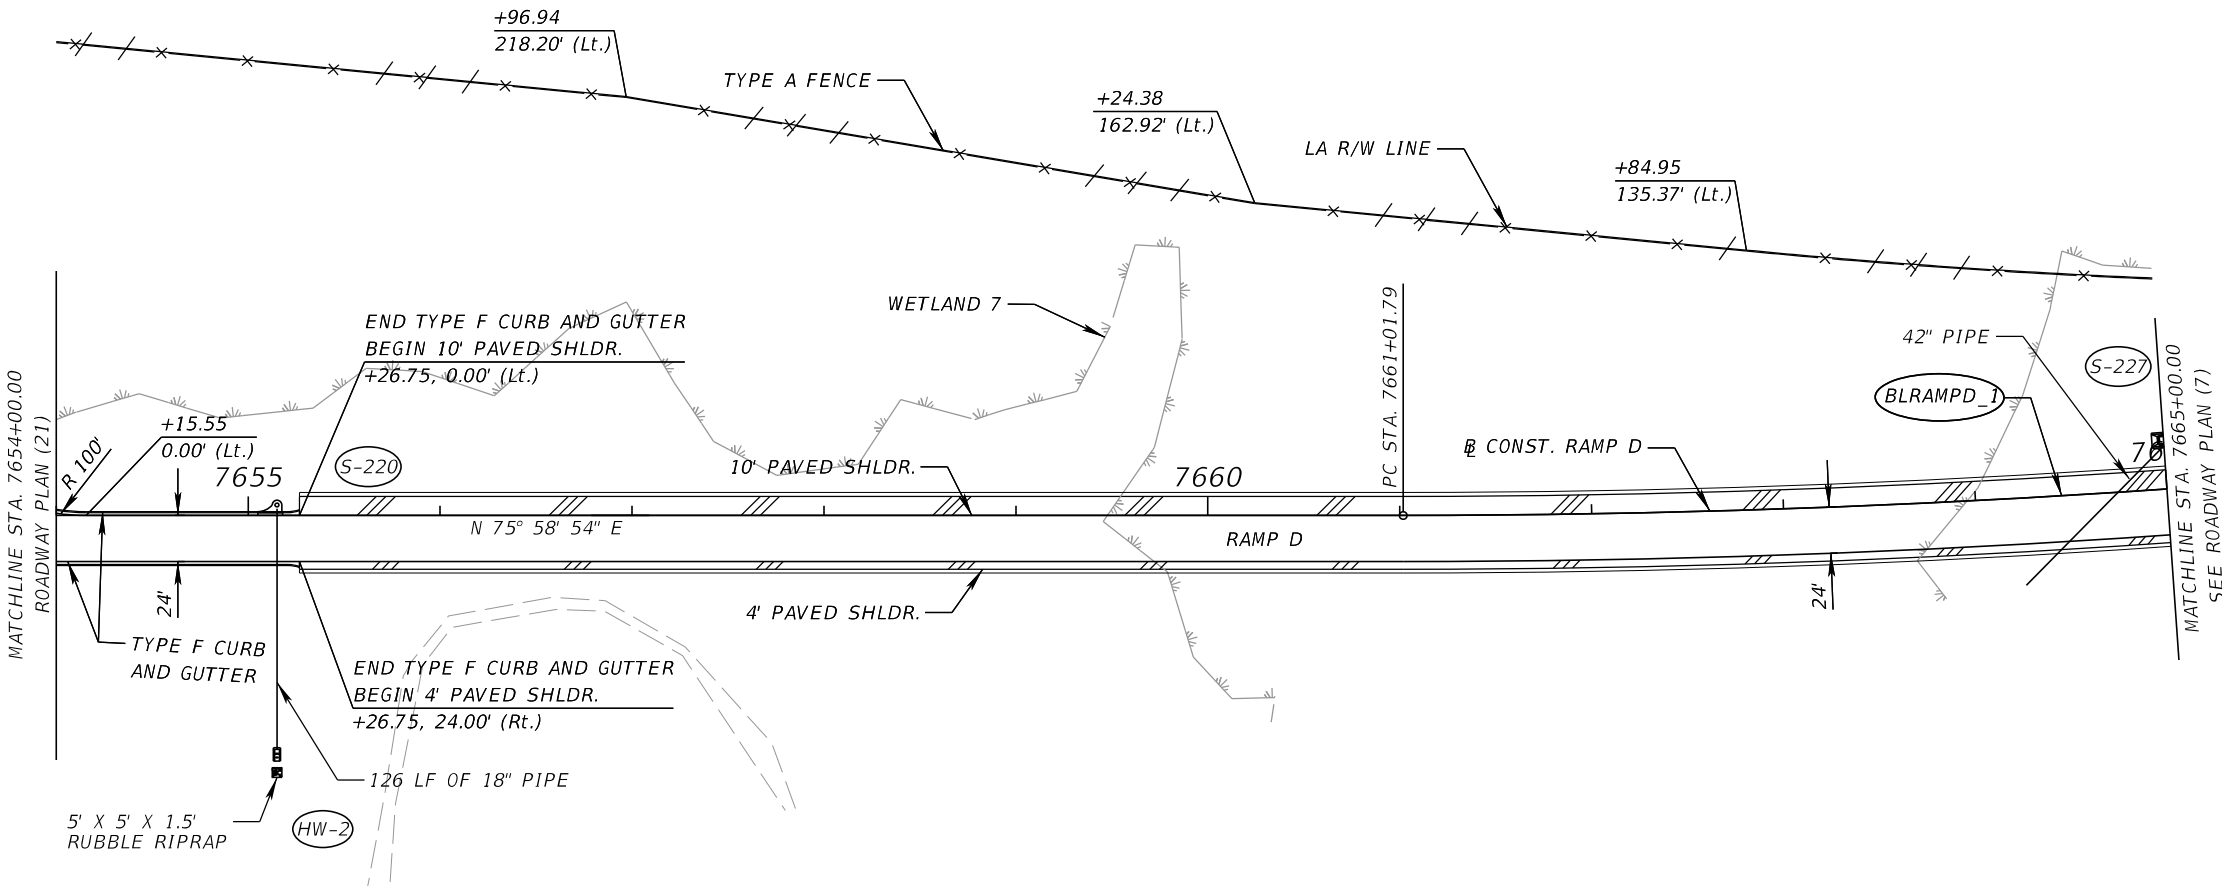 +96.94
218.20' (Lt.)
TYPE A FENCE
+24.38
162.92' (Lt.)
LA R/W LINE
+84.95
135.37' (Lt.)
MATCHLINE STA. 7654+00.00
ROADWAY PLAN (21)
R 100'
+15.55
0.00' (Lt.)
7655
END TYPE F CURB AND GUTTER
BEGIN 10' PAVED SHLDR.
+26.75, 0.00' (Lt.)
S-220
WETLAND 7
10' PAVED SHLDR.
7660
PC STA. 7661+01.79
B CONST. RAMP D
42" PIPE
S-227
BLRAMPD_1
MATCHLINE STA. 7665+00.00
SEE ROADWAY PLAN (7)
N 75° 58' 54" E
RAMP D
24'
24'
4' PAVED SHLDR.
TYPE F CURB
AND GUTTER
END TYPE F CURB AND GUTTER
BEGIN 4' PAVED SHLDR.
+26.75, 24.00' (Rt.)
126 LF OF 18" PIPE
5' X 5' X 1.5'
RUBBLE RIPRAP
HW-2